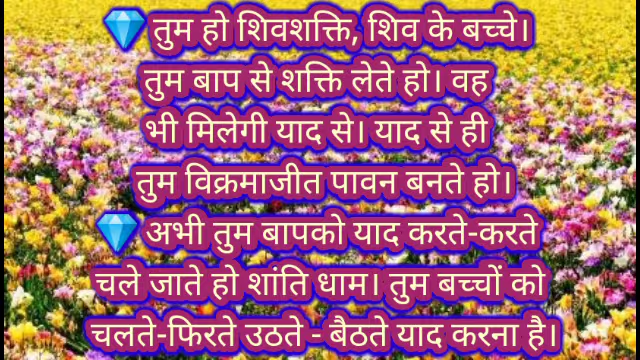 💎 तुम हो शिवशक्ति, शिव के बच्चे।
तुम बाप से शक्ति लेते हो। वह
भी मिलेगी याद से। याद से ही
तुम विक्रमाजीत पावन बनते हो।
💎 अभी तुम बापको याद करते-करते
चले जाते हो शांति धाम। तुम बच्चों को
चलते-फिरते उठते - बैठते याद करना है।